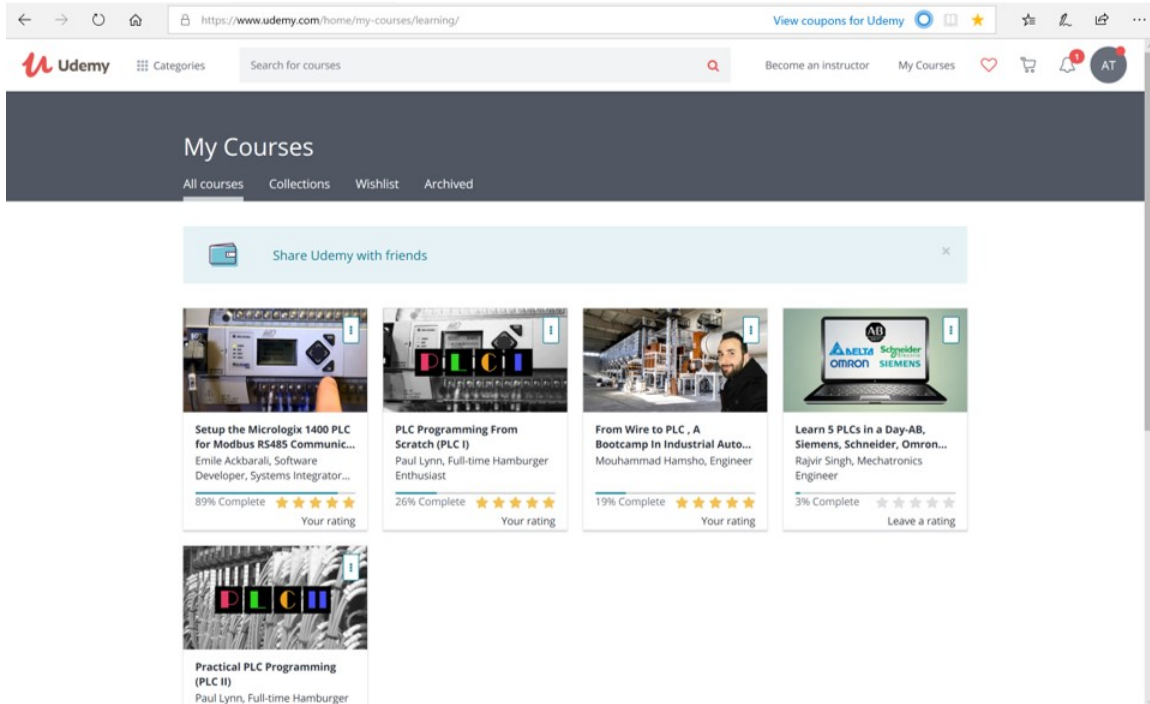 https://www.udemy.com/home/my-courses/learning/
View coupons for Udemy
Udemy
Categories
Search for courses
Become an instructor
My Courses
1
AT
My Courses
All courses
Collections
Wishlist
Archived
Share Udemy with friends
PLC I
AB
DELTA
Schneider
Electric
OMRON
SIEMENS
Setup the Micrologix 1400 PLC
for Modbus RS485 Communic...
Emile Ackbarali, Software
Developer, Systems Integrator...
89% Complete
Your rating
PLC Programming From
Scratch (PLC I)
Paul Lynn, Full-time Hamburger
Enthusiast
26% Complete
Your rating
From Wire to PLC , A
Bootcamp In Industrial Auto...
Mouhammad Hamsho, Engineer
19% Complete
Your rating
Learn 5 PLCs in a Day-AB,
Siemens, Schneider, Omron...
Rajvir Singh, Mechatronics
Engineer
3% Complete
Leave a rating
PLC II
Practical PLC Programming
(PLC II)
Paul Lynn, Full-time Hamburger